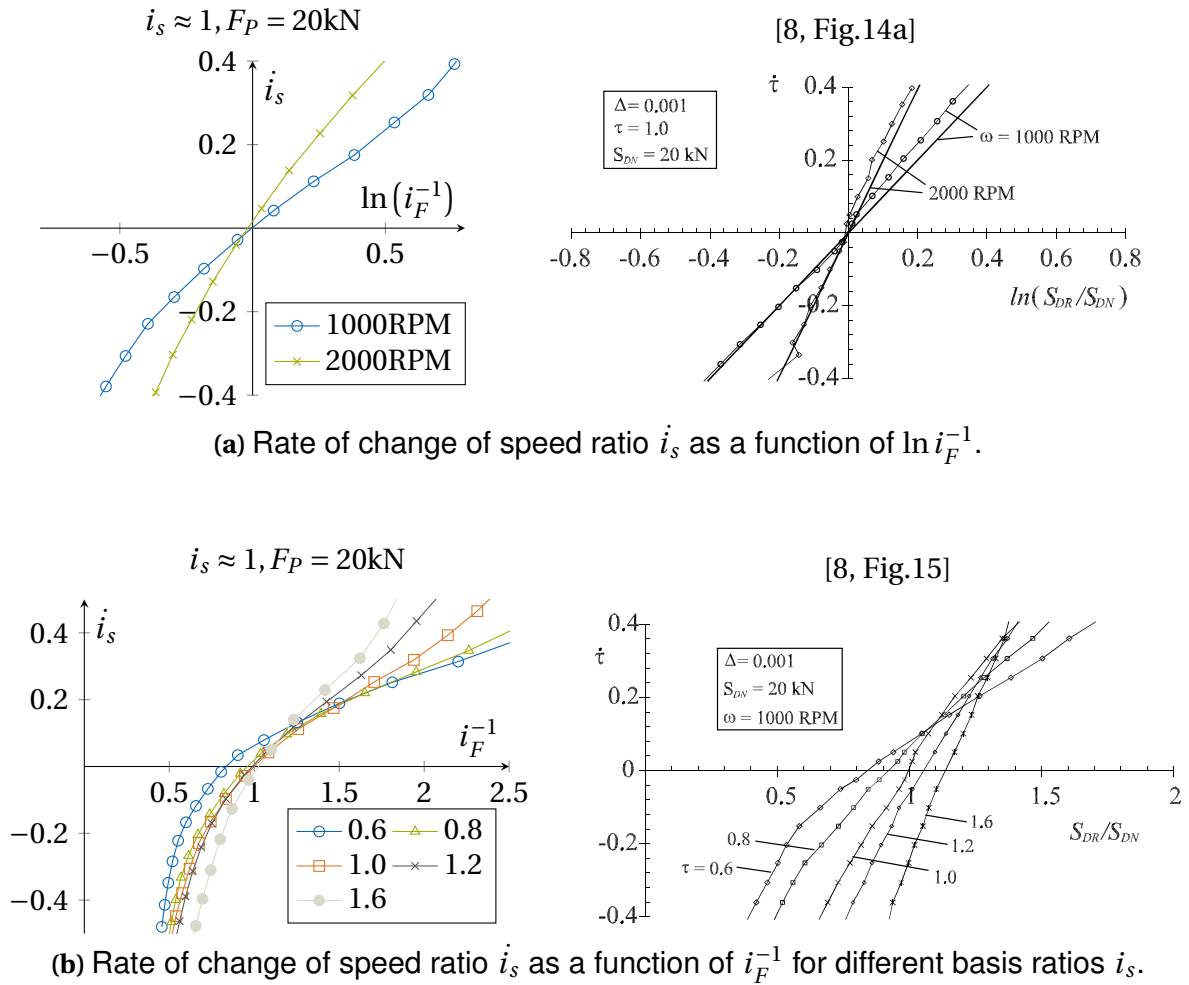 i_s ≈ 1, F_P = 20kN
0.4
i̇_s
0.2
ln(i_F^{-1})
−0.5
0.5
−0.2
−0.4
1000RPM
2000RPM
[8, Fig.14a]
τ̇
0.4
Δ= 0.001
τ = 1.0
S_DN = 20 kN
ω = 1000 RPM
0.2
2000 RPM
0
-0.8 -0.6 -0.4 -0.2 0 0.2 0.4 0.6 0.8
ln(S_DR/S_DN)
-0.2
-0.4
(a) Rate of change of speed ratio i̇_s as a function of ln i_F^{-1}.
i_s ≈ 1, F_P = 20kN
i̇_s
0.4
0.2
i_F^{-1}
0
0.5 1 1.5 2 2.5
−0.2
−0.4
0.6 0.8
1.0 1.2
1.6
[8, Fig.15]
0.4
τ̇
Δ= 0.001
S_DN = 20 kN
ω = 1000 RPM
0.2
0
0.5 1 1.5 2
S_DR/S_DN
1.6
0.8
1.2
-0.2
τ = 0.6
1.0
-0.4
(b) Rate of change of speed ratio i̇_s as a function of i_F^{-1} for different basis ratios i_s.